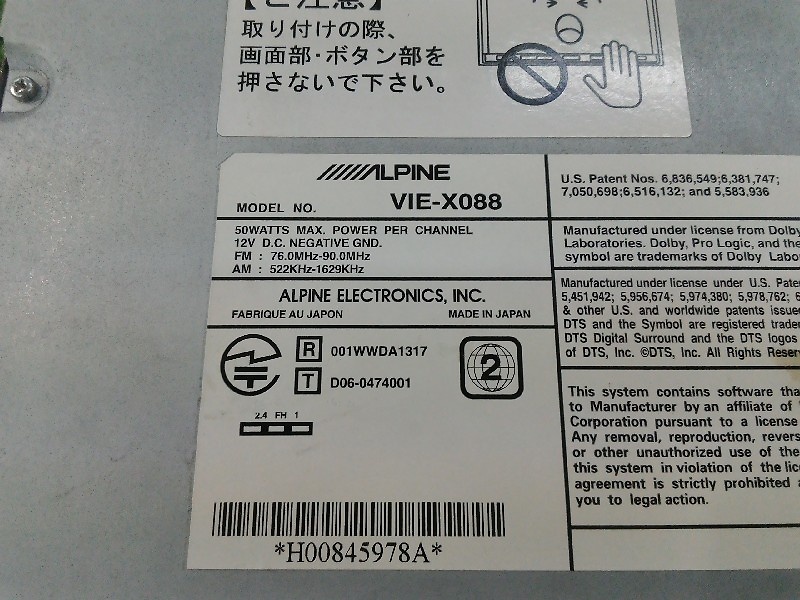 【ご注意】
取り付けの際、
画面部・ボタン部を
押さないで下さい。
ALPINE
MODEL NO. VIE-X088
50WATTS MAX. POWER PER CHANNEL
12V D.C. NEGATIVE GND.
FM : 76.0MHz-90.0MHz
AM : 522KHz-1629KHz
ALPINE ELECTRONICS, INC.
FABRIQUE AU JAPON MADE IN JAPAN
R 001WWDA1317
T D06-0474001
2
2.4 FH 1
*H00845978A*
U.S. Patent Nos. 6,836,549;6,381,747;
7,050,698;6,516,132; and 5,583,936
Manufactured under license from Dolby
Laboratories. Dolby, Pro Logic, and the
symbol are trademarks of Dolby
Manufactured under license under U.S.
5,451,942; 5,956,674; 5,974,380; 5,978,762;
& other U.S. and worldwide patents issued
DTS and the Symbol are registered
DTS Digital Surround and the DTS logos
of DTS, Inc. ©DTS, Inc. All Rights
This system contains software
to Manufacturer by an affiliate of
Corporation pursuant to a license
Any removal, reproduction,
or other unauthorized use of the
this system in violation of the
agreement is strictly prohibited
you to legal action.